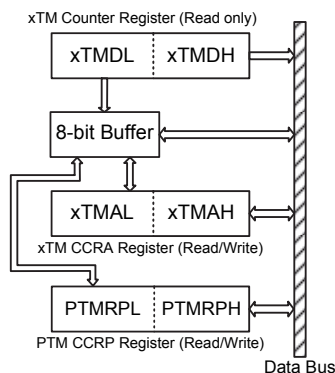 xTM Counter Register (Read only)
xTMDL xTMDH
8-bit Buffer
xTMAL xTMAH
xTM CCRA Register (Read/Write)
PTMRPL PTMRPH
PTM CCRP Register (Read/Write)
Data Bus